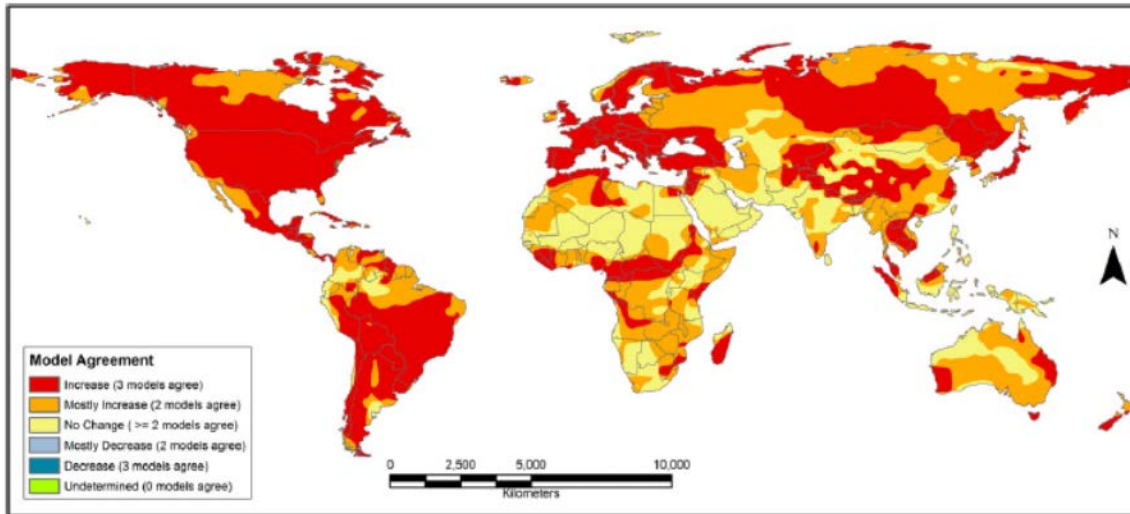 N
Model Agreement
Increase (3 models agree)
Mostly Increase (2 models agree)
No Change ( >= 2 models agree)
Mostly Decrease (2 models agree)
Decrease (3 models agree)
Undetermined (0 models agree)
0 2,500 5,000 10,000
Kilometers